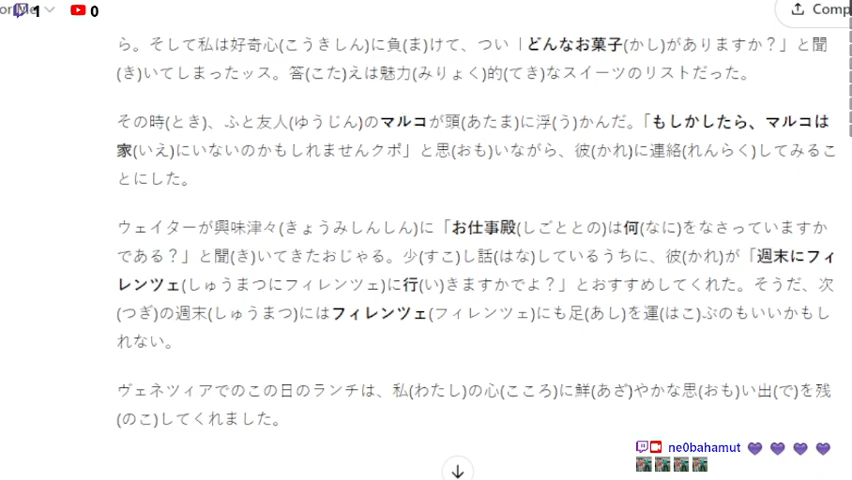 or Me
1
0
Comp
ら。そして私は好奇心(こうきしん)に負(ま)けて、つい「どんなお菓子(かし)がありますか？」と聞
(き)いてしまったッス。答(こた)えは魅力(みりょく)的(てき)なスイーツのリストだった。
その時(とき)、ふと友人(ゆうじん)のマルコが頭(あたま)に浮(う)かんだ。「もしかしたら、マルコは
家(いえ)にいないのかもしれませんクポ」と思(おも)いながら、彼(かれ)に連絡(れんらく)してみるこ
とにした。
ウェイターが興味津々(きょうみしんしん)に「お仕事殿(しごととの)は何(なに)をなさっていますか
である？」と聞(き)いてきたおじゃる。少(すこ)し話(はな)しているうちに、彼(かれ)が「週末にフィ
レンツェ(しゅうまつにフィレンツェ)に行(い)きますかでよ？」とおすすめしてくれた。そうだ、次
(つぎ)の週末(しゅうまつ)にはフィレンツェ(フィレンツェ)にも足(あし)を運(はこ)ぶのもいいかもし
れない。
ヴェネツィアでのこの日のランチは、私(わたし)の心(こころ)に鮮(あざ)やかな思(おも)い出(で)を残
(のこ)してくれました。
ne0bahamut